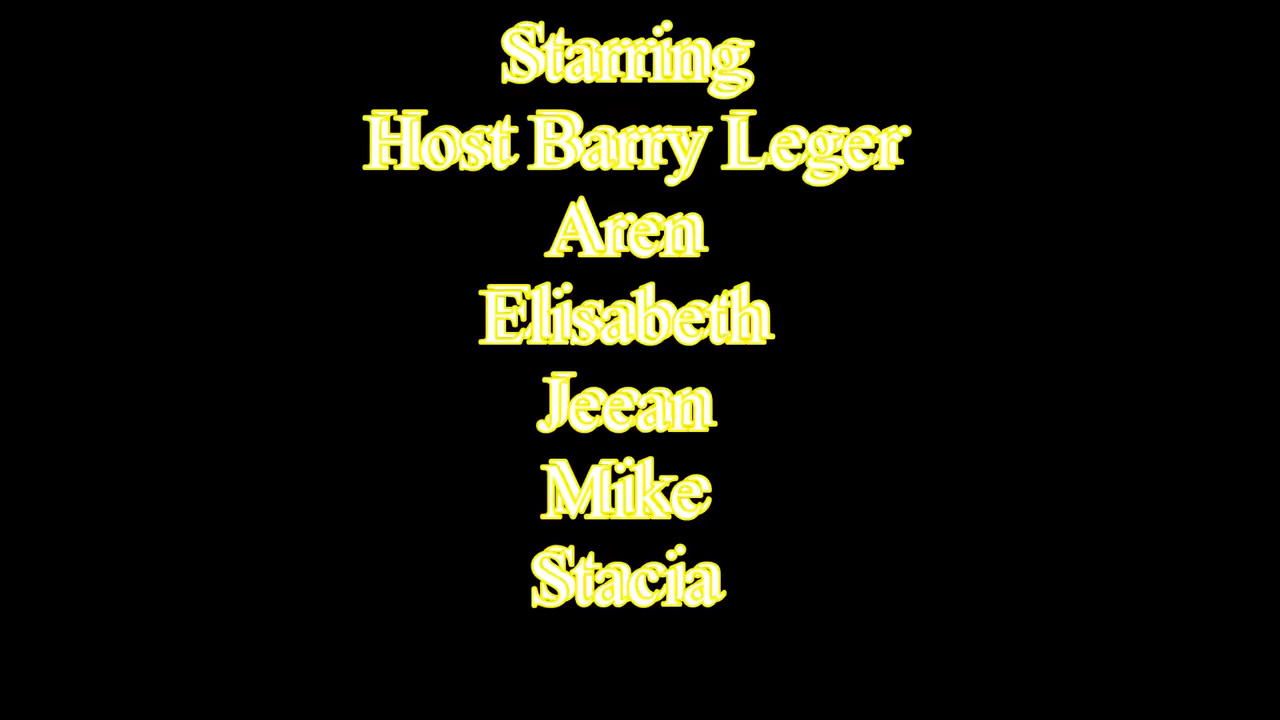 Starring
Host Barry Leger
Aren
Elisabeth
Jeean
Mike
Stacia